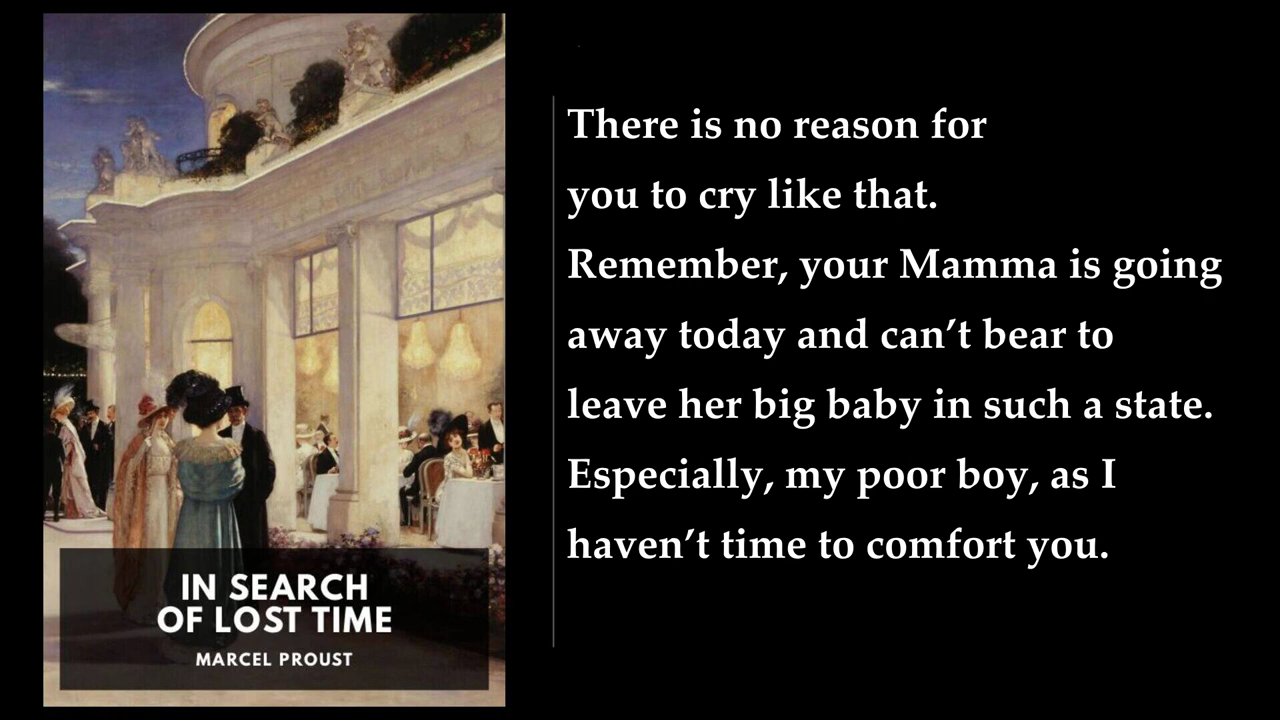 IN SEARCH
OF LOST TIME
MARCEL PROUST
There is no reason for
you to cry like that.
Remember, your Mamma is going
away today and can’t bear to
leave her big baby in such a state.
Especially, my poor boy, as I
haven’t time to comfort you.